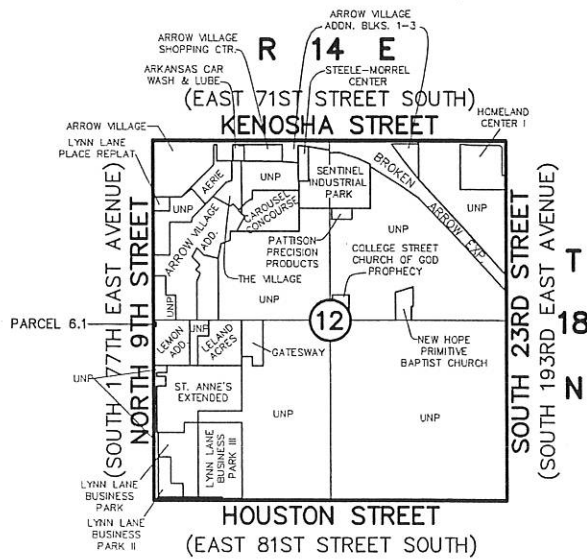 ARROW VILLAGE
ADDN. BLKS. 1-3
ARROW VILLAGE
SHOPPING CTR.
R 14 E
ARKANSAS CAR
WASH & LUBE
STEELE-MORREL
CENTER
(EAST 71ST STREET SOUTH)
KENOSHA STREET
HOMELAND
CENTER I
ARROW VILLAGE
LYNN LANE
PLACE REPLAT
AERIE
UNP
SENTINEL
INDUSTRIAL
PARK
BROKEN
ARROW EXP.
UNP
UNP
CAROUSEL
CONCOURSE
ARROW VILLAGE
ADD.
PATTISON
PRECISION
PRODUCTS
UNP
COLLEGE STREET
CHURCH OF GOD
PROPHECY
THE VILLAGE
UNP
UNP
(SOUTH 177TH EAST AVENUE)
NORTH 9TH STREET
SOUTH 23RD STREET
(SOUTH 193RD EAST AVENUE)
T
18
N
PARCEL 6.1
12
LEMON
ADD.
UNP
LELAND
ACRES
GATESWAY
NEW HOPE
PRIMITIVE
BAPTIST CHURCH
UNP
ST. ANNE'S
EXTENDED
UNP
UNP
LYNN LANE
BUSINESS
PARK III
LYNN LANE
BUSINESS
PARK
LYNN LANE
BUSINESS
PARK II
HOUSTON STREET
(EAST 81ST STREET SOUTH)